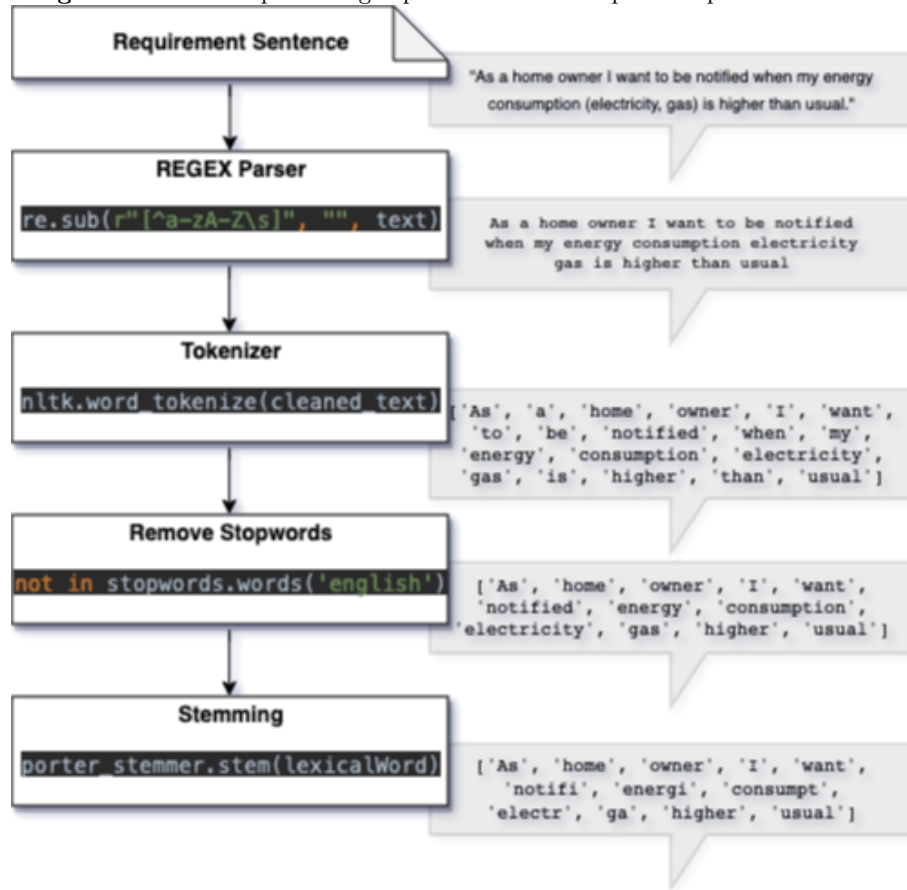 Requirement Sentence
"As a home owner I want to be notified when my energy
consumption (electricity, gas) is higher than usual."
REGEX Parser
re.sub(r"[^a-zA-Z\s]", "", text)
As a home owner I want to be notified
when my energy consumption electricity
gas is higher than usual
Tokenizer
nltk.word_tokenize(cleaned_text)
['As', 'a', 'home', 'owner', 'I', 'want',
'to', 'be', 'notified', 'when', 'my',
'energy', 'consumption', 'electricity',
'gas', 'is', 'higher', 'than', 'usual']
Remove Stopwords
not in stopwords.words('english')
['As', 'home', 'owner', 'I', 'want',
'notified', 'energy', 'consumption',
'electricity', 'gas', 'higher', 'usual']
Stemming
porter_stemmer.stem(lexicalWord)
['As', 'home', 'owner', 'I', 'want',
'notifi', 'energi', 'consumpt',
'electr', 'ga', 'higher', 'usual']